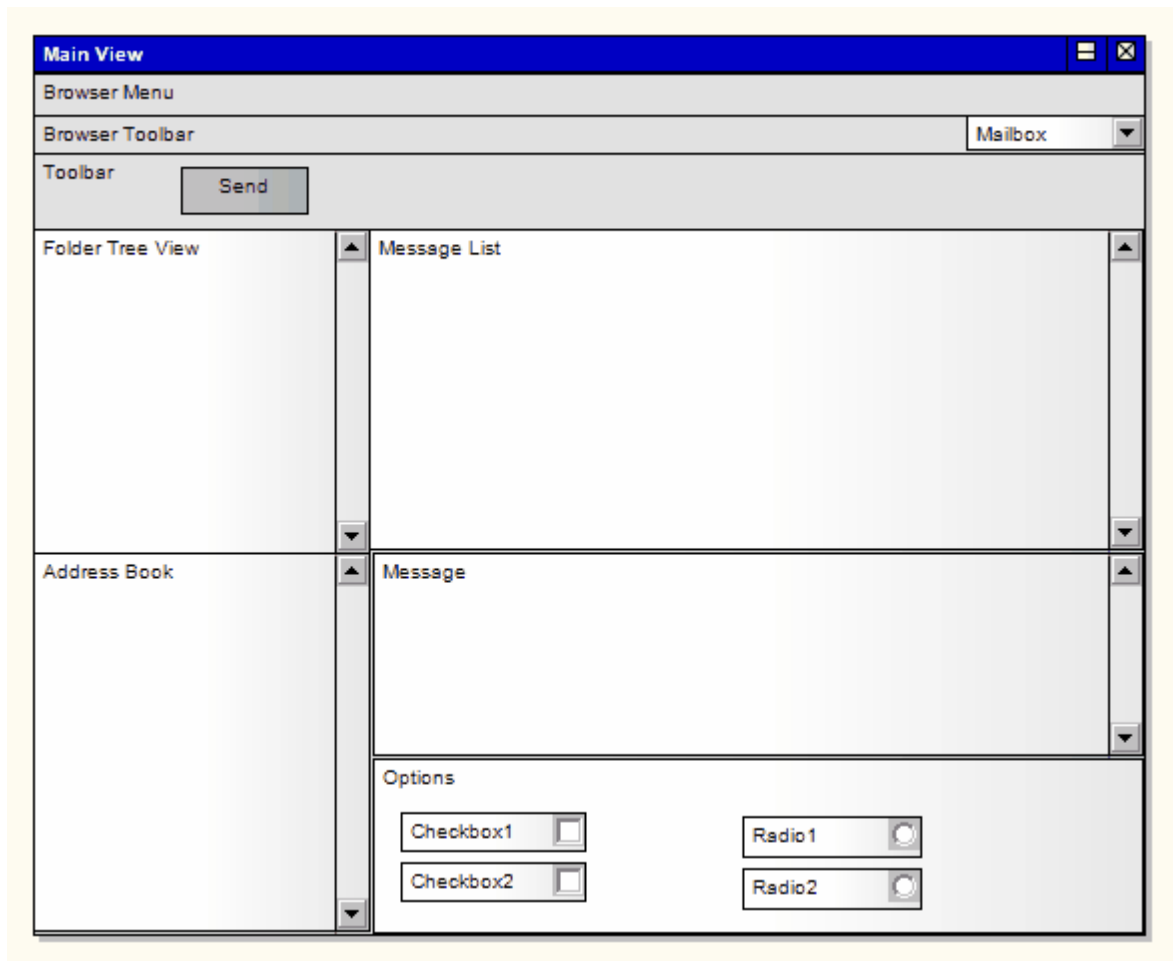 Main View
Browser Menu
Browser Toolbar
Mailbox
Toolbar
Send
Folder Tree View
Message List
Address Book
Message
Options
Checkbox1
Radio1
Checkbox2
Radio2